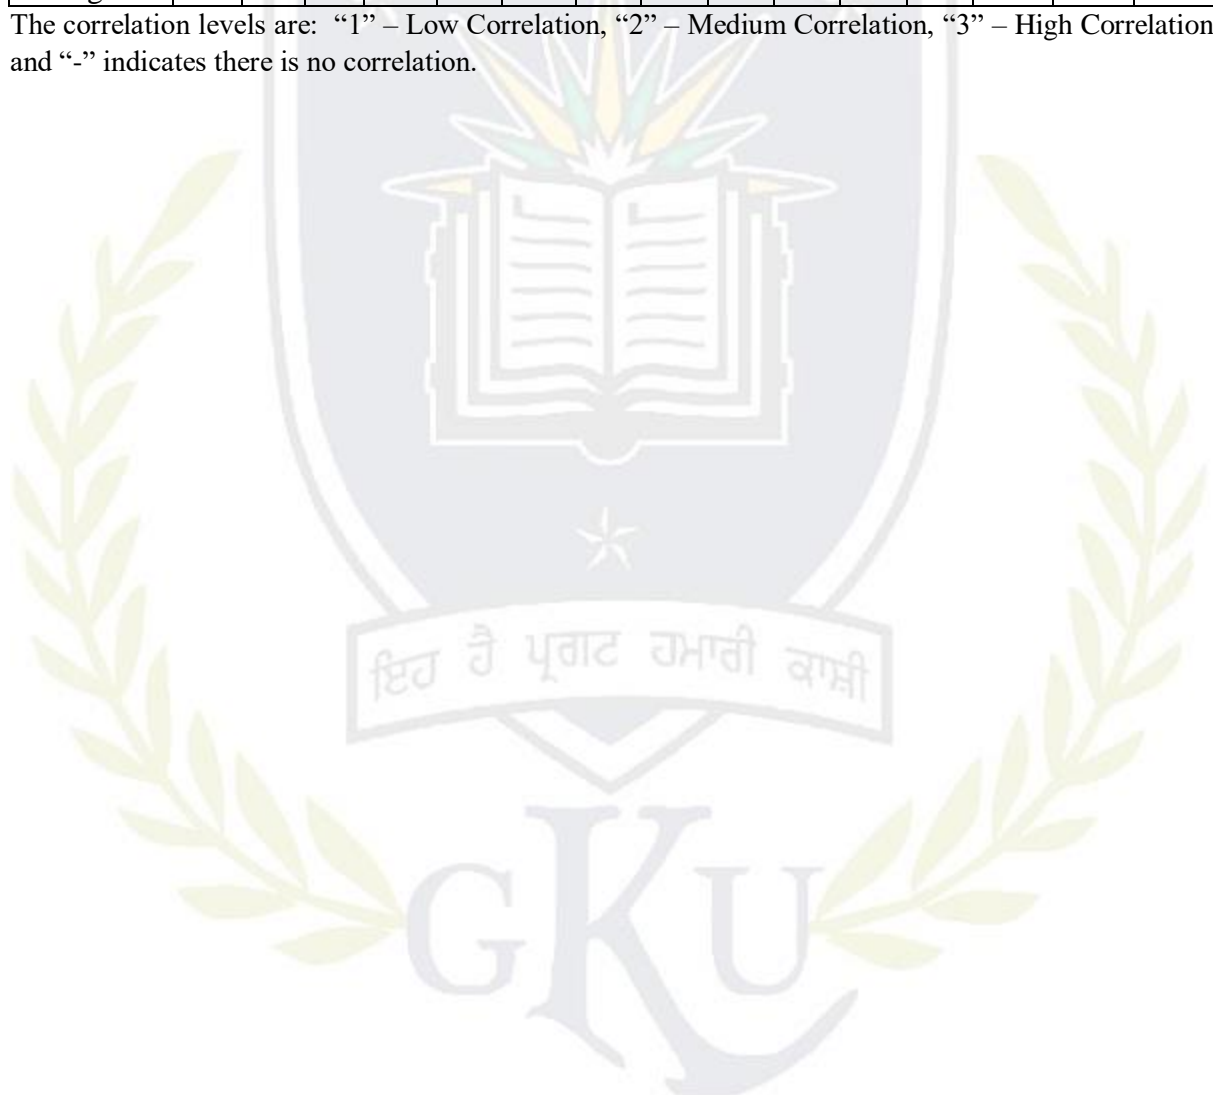 The correlation levels are: “1” – Low Correlation, “2” – Medium Correlation, “3” – High Correlation
and “-” indicates there is no correlation.
ਇਹ ਹੈ ਪ੍ਰਗਟ ਹਮਾਰੀ ਕਾਸ਼ੀ
GKU